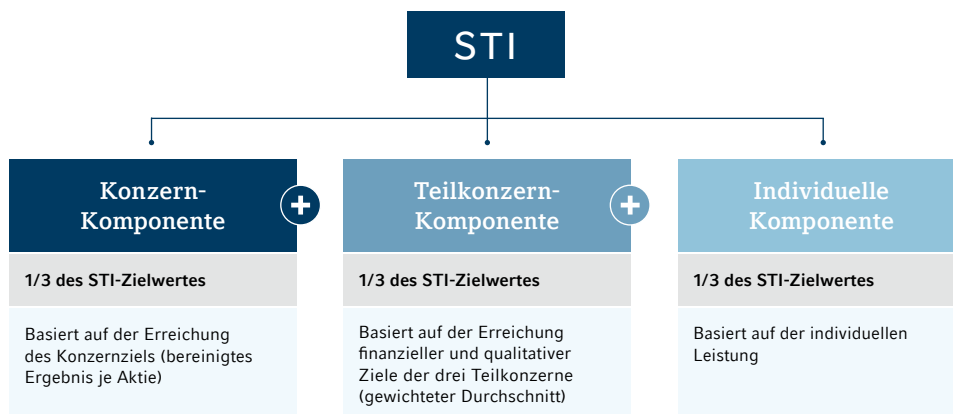 STI
Konzern-
Komponente
+
Teilkonzern-
Komponente
+
Individuelle
Komponente
1/3 des STI-Zielwertes
1/3 des STI-Zielwertes
1/3 des STI-Zielwertes
Basiert auf der Erreichung
des Konzernziels (bereinigtes
Ergebnis je Aktie)
Basiert auf der Erreichung
finanzieller und qualitativer
Ziele der drei Teilkonzerne
(gewichteter Durchschnitt)
Basiert auf der individuellen
Leistung